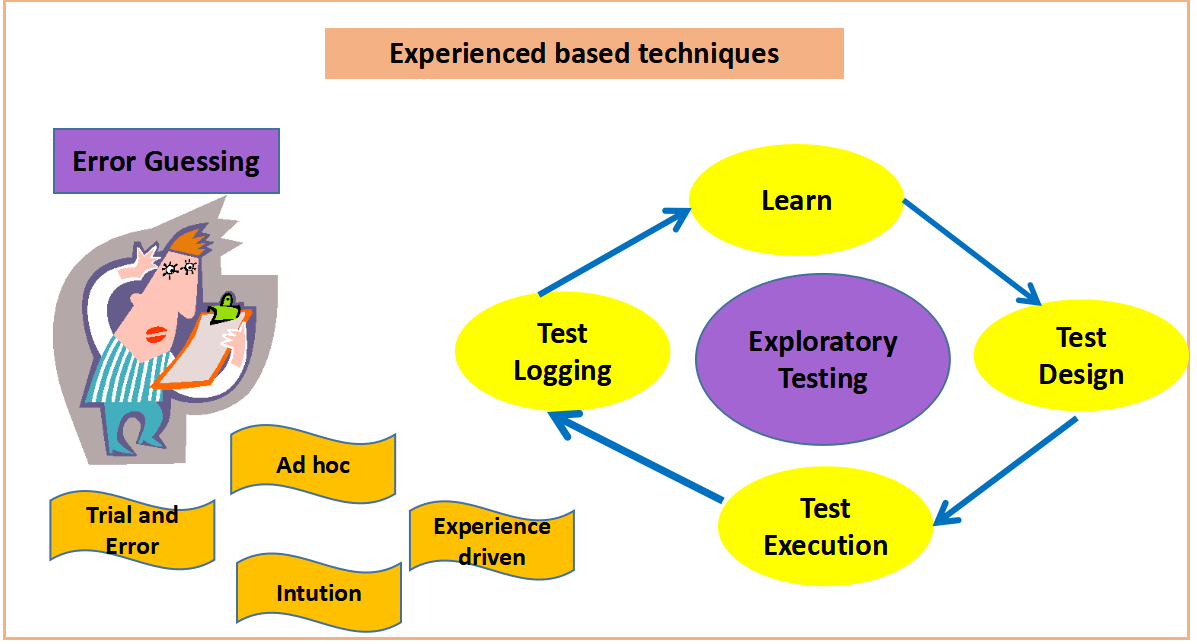 Experienced based techniques
Error Guessing
Ad hoc
Trial and
Error
Experience
driven
Intution
Learn
Test
Design
Test
Execution
Test
Logging
Exploratory
Testing